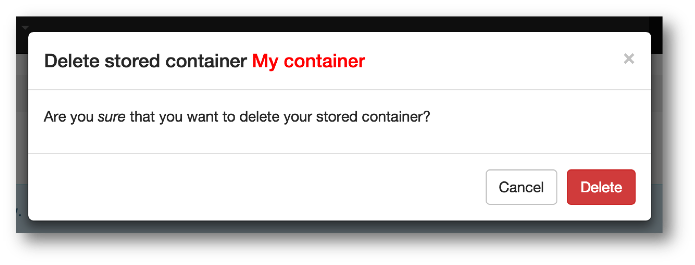 Delete stored container My container ×
Are you sure that you want to delete your stored container?
Cancel Delete